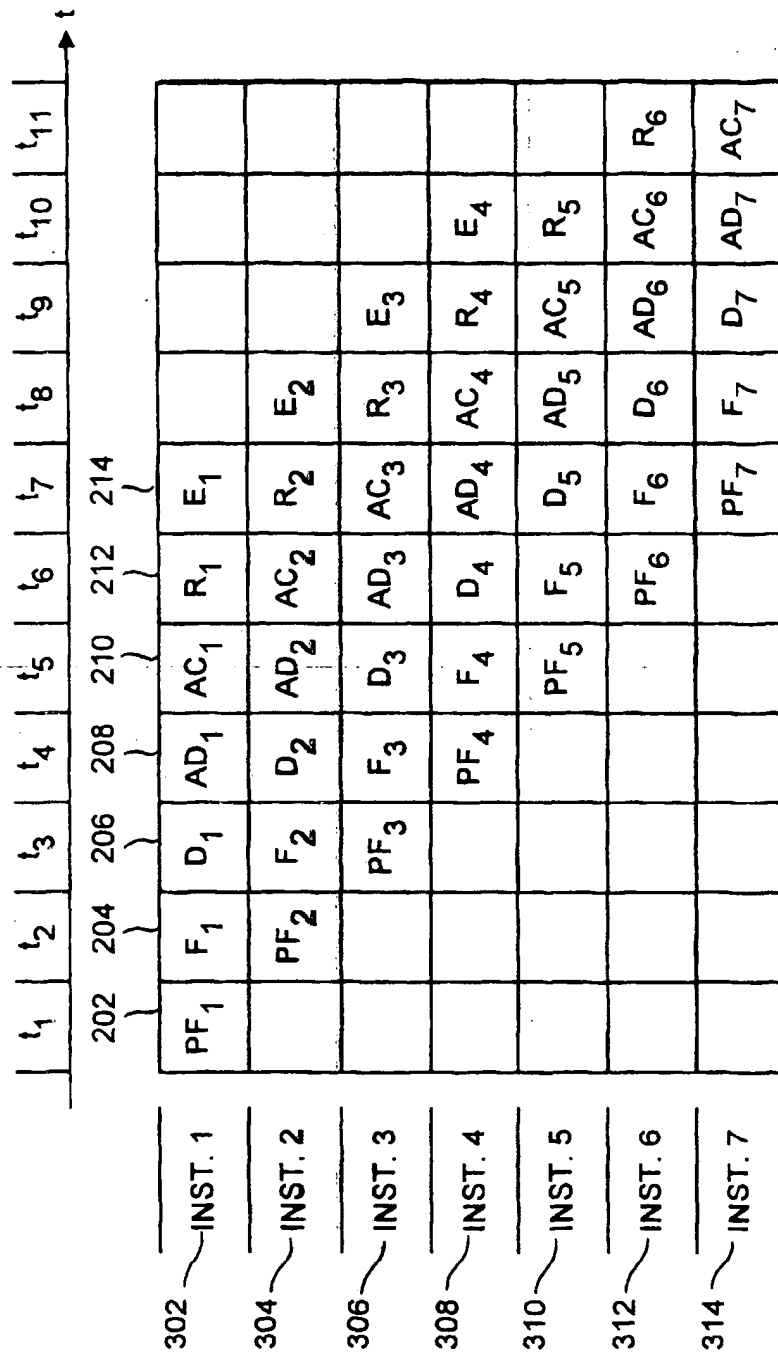 t1 t2 t3 t4 t5 t6 t7 t8 t9 t10 t11 t
202 204 206 208 210 212 214
302 INST. 1 PF1 F1 D1 AD1 AC1 R1 E1
304 INST. 2 PF2 F2 D2 AD2 AC2 R2 E2
306 INST. 3 PF3 F3 D3 AD3 AC3 R3 E3
308 INST. 4 PF4 F4 D4 AD4 AC4 R4 E4
310 INST. 5 PF5 F5 D5 AD5 AC5 R5
312 INST. 6 PF6 F6 D6 AD6 AC6 R6
314 INST. 7 PF7 F7 D7 AD7 AC7